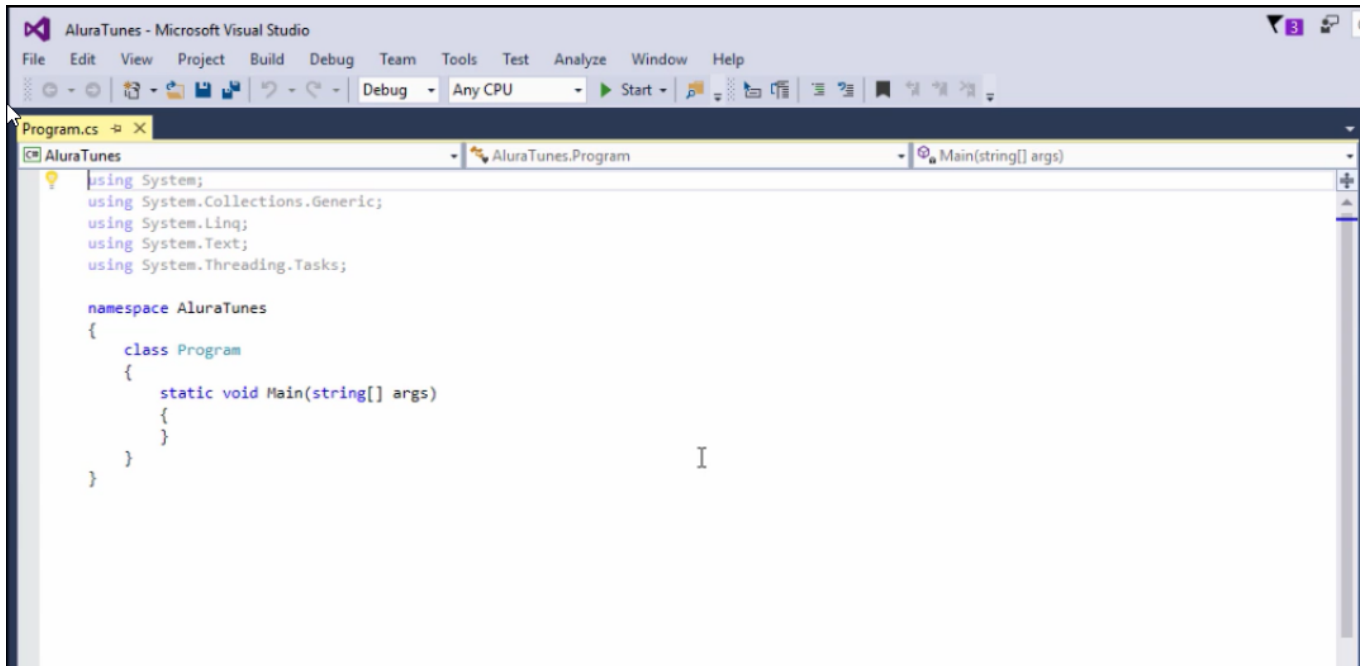 AluraTunes - Microsoft Visual Studio
3
File Edit View Project Build Debug Team Tools Test Analyze Window Help
Debug Any CPU Start
Program.cs
C# AluraTunes AluraTunes.Program Main(string[] args)
using System;
using System.Collections.Generic;
using System.Linq;
using System.Text;
using System.Threading.Tasks;
namespace AluraTunes
{
class Program
{
static void Main(string[] args)
{
}
}
}